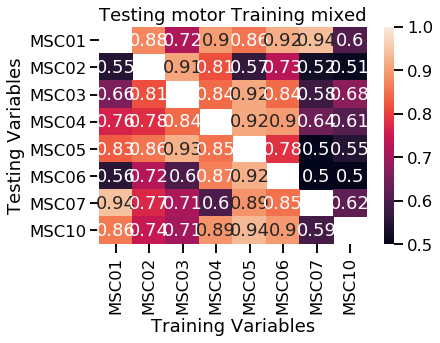 Testing motor Training mixed
Testing Variables
MSC01 0.88 0.72 0.9 0.86 0.92 0.94 0.6
MSC02 0.55 0.91 0.81 0.57 0.73 0.52 0.51
MSC03 0.66 0.81 0.84 0.92 0.84 0.58 0.68
MSC04 0.76 0.78 0.84 0.92 0.9 0.64 0.61
MSC05 0.83 0.86 0.93 0.85 0.78 0.5 0.55
MSC06 0.56 0.72 0.6 0.87 0.92 0.5 0.5
MSC07 0.94 0.77 0.71 0.6 0.89 0.85 0.62
MSC10 0.86 0.74 0.71 0.89 0.94 0.9 0.59
MSC01 MSC02 MSC03 MSC04 MSC05 MSC06 MSC07 MSC10
Training Variables
1.0
0.9
0.8
0.7
0.6
0.5